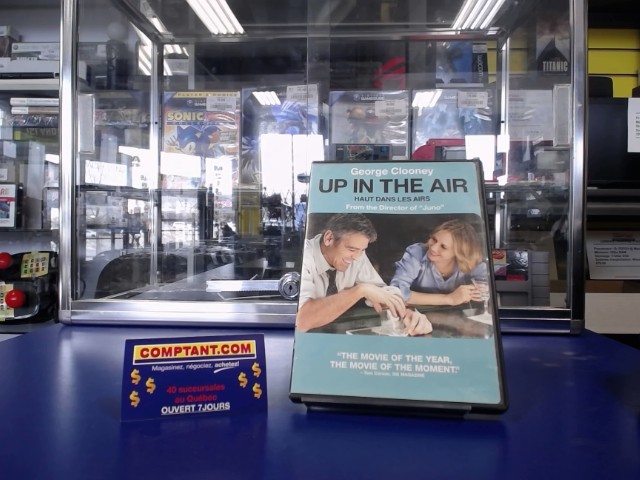 TITANIC
SONIC
George Clooney
UP IN THE AIR
HAUT DANS LES AIRS
From the Director of "Juno"
"THE MOVIE OF THE YEAR,
THE MOVIE OF THE MOMENT."
COMPTANT.COM
Magasinez, négociez, achetez!
40 succursales
au Québec
OUVERT 7JOURS